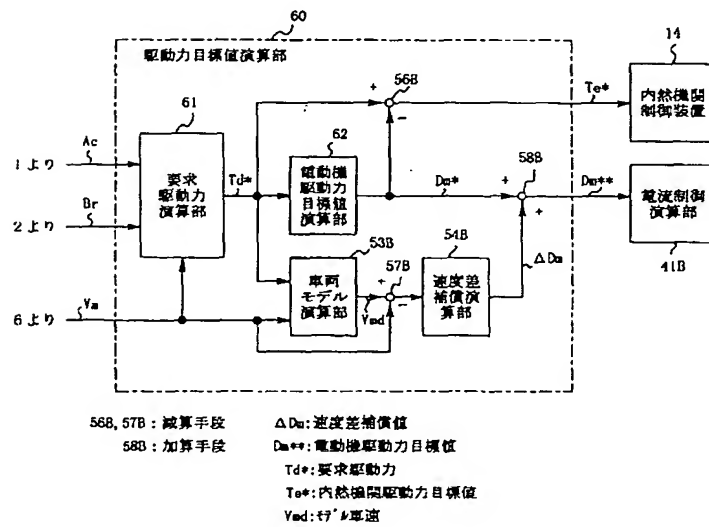 60
駆動力目標値演算部
14
内然機関
制御装置
56B
Te*
+
-
61
要求
駆動力
演算部
1より
Ac
2より
Br
6より
Vm
Td*
62
電動機
駆動力
目標値
演算部
Dm*
+
58B
+
Dm**
電流制御
演算部
41B
53B
車両
モデル
演算部
+
57B
-
Vmd
54B
速度差
補償演
算部
ΔDm
56B,57B:減算手段
58B:加算手段
ΔDm:速度差補償値
Dm**:電動機駆動力目標値
Td*:要求駆動力
Te*:内然機関駆動力目標値
Vmd:モデル車速